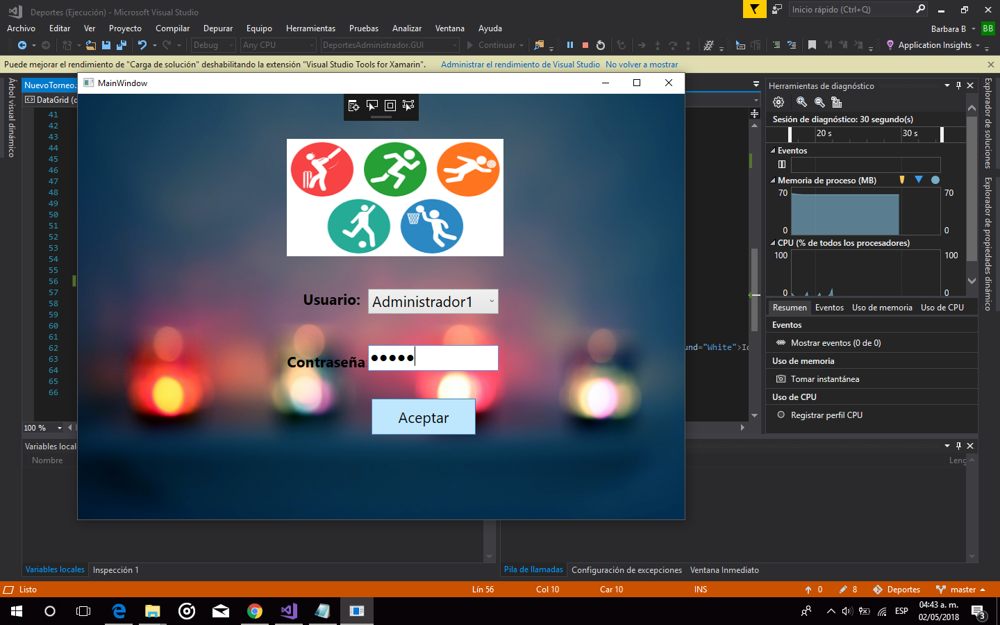 Deportes (Ejecución) - Microsoft Visual Studio
Inicio rápido (Ctrl+Q)
Archivo Editar Ver Proyecto Compilar Depurar Equipo Herramientas Pruebas Analizar Ventana Ayuda
Barbara B BB
Debug Any CPU DeportesAdministrador.GUI Continuar Application Insights
Puede mejorar el rendimiento de "Carga de solución" deshabilitando la extensión "Visual Studio Tools for Xamarin". Administrar el rendimiento de Visual Studio No volver a mostrar
Árbol visual dinámico
NuevoTorneo.
DataGrid (d
MainWindow
41
42
43
44
45
46
47
48
49
50
51
52
53
54
55
56
57
58
59
60
61
62
63
64
65
66
und="White">Id
100 %
Usuario: Administrador1
Contraseña:
Aceptar
Herramientas de diagnóstico
Sesión de diagnóstico: 30 segundo(s)
20 s 30 s
Eventos
Memoria de proceso (MB)
70 70
0 0
CPU (% de todos los procesadores)
100 100
0 0
Resumen Eventos Uso de memoria Uso de CPU
Eventos
Mostrar eventos (0 de 0)
Uso de memoria
Tomar instantánea
Uso de CPU
Registrar perfil CPU
Explorador de soluciones
Explorador de propiedades dinámico
Variables local
Nombre
Leng
Variables locales Inspección 1
Pila de llamadas Configuración de excepciones Ventana Inmediato
Listo Lín 56 Col 10 Car 10 INS 0 8 Deportes master
ESP
04:43 a. m.
02/05/2018
3